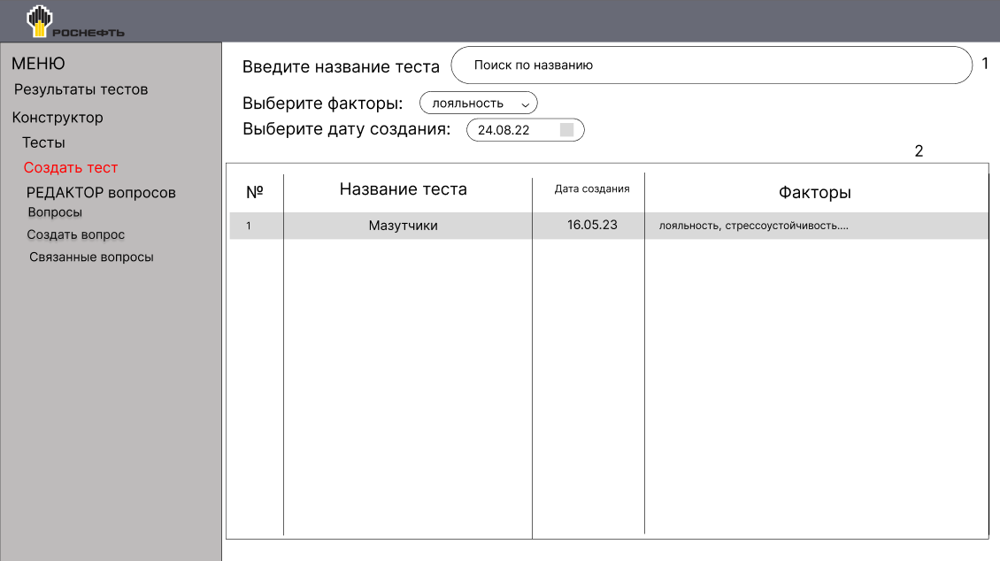 РОСНЕФТЬ
МЕНЮ
Результаты тестов
Конструктор
Тесты
Создать тест
РЕДАКТОР вопросов
Вопросы
Создать вопрос
Связанные вопросы
Введите название теста Поиск по названию 1
Выберите факторы: лояльность
Выберите дату создания: 24.08.22
2
№ Название теста Дата создания Факторы
1 Мазутчики 16.05.23 лояльность, стрессоустойчивость....